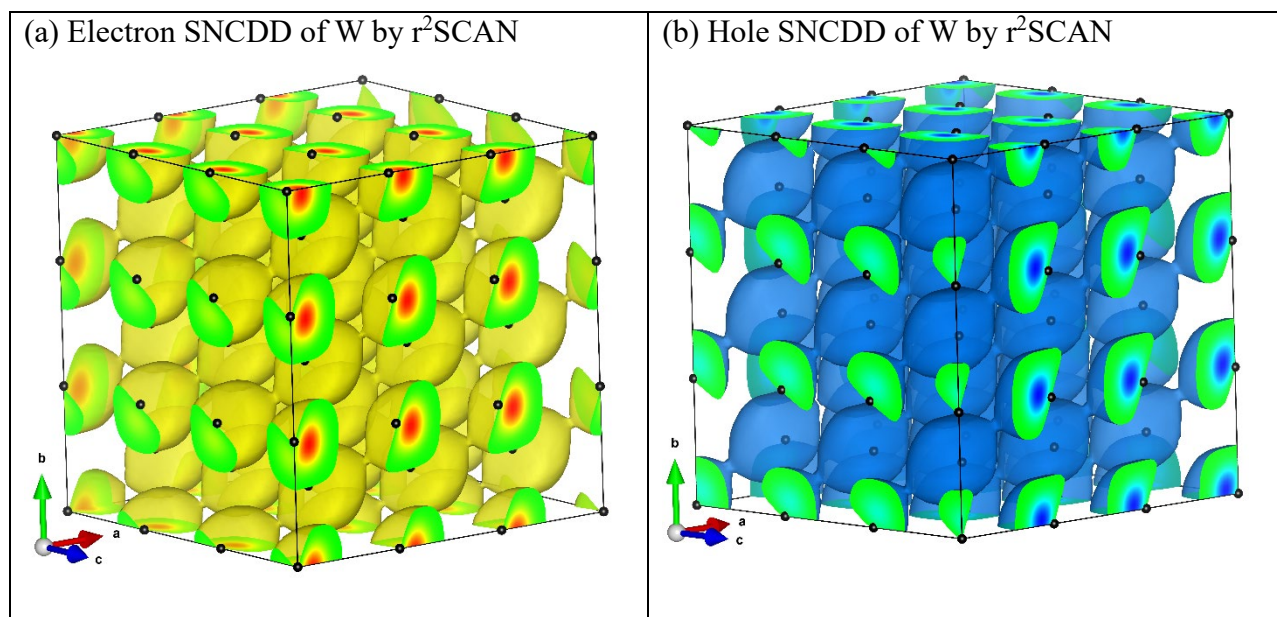 (a) Electron SNCDD of W by r²SCAN
(b) Hole SNCDD of W by r²SCAN
b
a
c
b
a
c